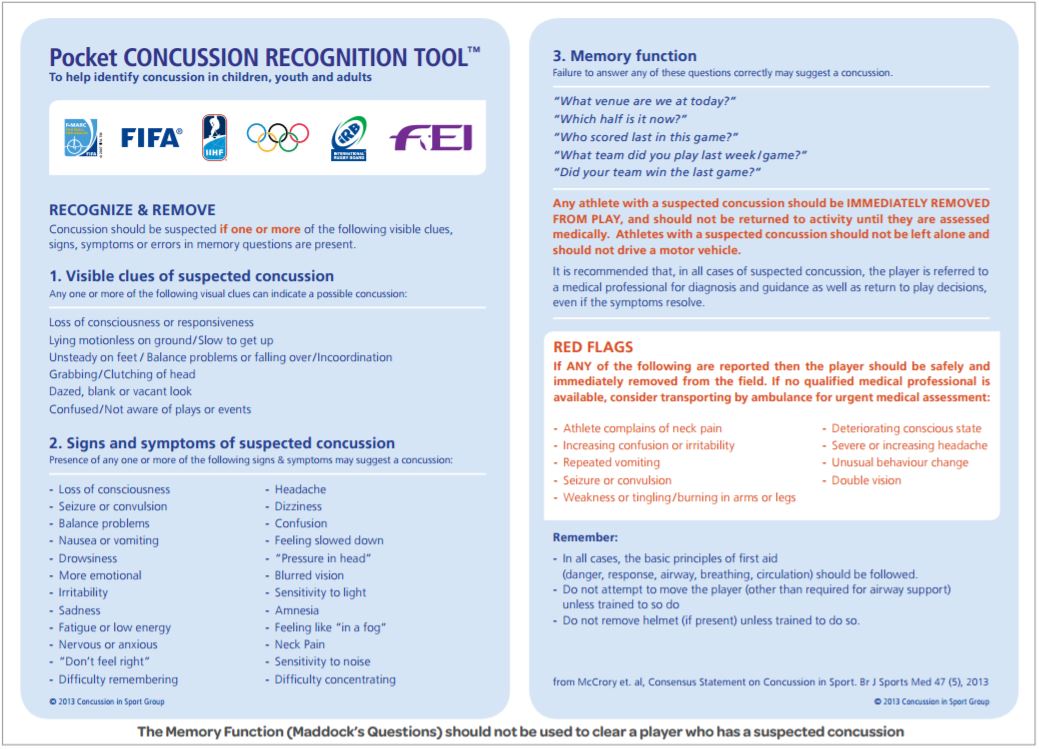 Pocket CONCUSSION RECOGNITION TOOL™
To help identify concussion in children, youth and adults
F-MARC
FIFA
FIFA®
IIHF
iRB
INTERNATIONAL
RUGBY BOARD
FEI
RECOGNIZE & REMOVE
Concussion should be suspected if one or more of the following visible clues,
signs, symptoms or errors in memory questions are present.
1. Visible clues of suspected concussion
Any one or more of the following visual clues can indicate a possible concussion:
Loss of consciousness or responsiveness
Lying motionless on ground/Slow to get up
Unsteady on feet / Balance problems or falling over/Incoordination
Grabbing/Clutching of head
Dazed, blank or vacant look
Confused/Not aware of plays or events
2. Signs and symptoms of suspected concussion
Presence of any one or more of the following signs & symptoms may suggest a concussion:
- Loss of consciousness
- Seizure or convulsion
- Balance problems
- Nausea or vomiting
- Drowsiness
- More emotional
- Irritability
- Sadness
- Fatigue or low energy
- Nervous or anxious
- "Don't feel right"
- Difficulty remembering
- Headache
- Dizziness
- Confusion
- Feeling slowed down
- "Pressure in head"
- Blurred vision
- Sensitivity to light
- Amnesia
- Feeling like "in a fog"
- Neck Pain
- Sensitivity to noise
- Difficulty concentrating
© 2013 Concussion in Sport Group
3. Memory function
Failure to answer any of these questions correctly may suggest a concussion.
"What venue are we at today?"
"Which half is it now?"
"Who scored last in this game?"
"What team did you play last week/game?"
"Did your team win the last game?"
Any athlete with a suspected concussion should be IMMEDIATELY REMOVED
FROM PLAY, and should not be returned to activity until they are assessed
medically. Athletes with a suspected concussion should not be left alone and
should not drive a motor vehicle.
It is recommended that, in all cases of suspected concussion, the player is referred to
a medical professional for diagnosis and guidance as well as return to play decisions,
even if the symptoms resolve.
RED FLAGS
If ANY of the following are reported then the player should be safely and
immediately removed from the field. If no qualified medical professional is
available, consider transporting by ambulance for urgent medical assessment:
- Athlete complains of neck pain
- Increasing confusion or irritability
- Repeated vomiting
- Seizure or convulsion
- Weakness or tingling/burning in arms or legs
- Deteriorating conscious state
- Severe or increasing headache
- Unusual behaviour change
- Double vision
Remember:
- In all cases, the basic principles of first aid
(danger, response, airway, breathing, circulation) should be followed.
- Do not attempt to move the player (other than required for airway support)
unless trained to so do
- Do not remove helmet (if present) unless trained to do so.
from McCrory et. al, Consensus Statement on Concussion in Sport. Br J Sports Med 47 (5), 2013
© 2013 Concussion in Sport Group
The Memory Function (Maddock's Questions) should not be used to clear a player who has a suspected concussion